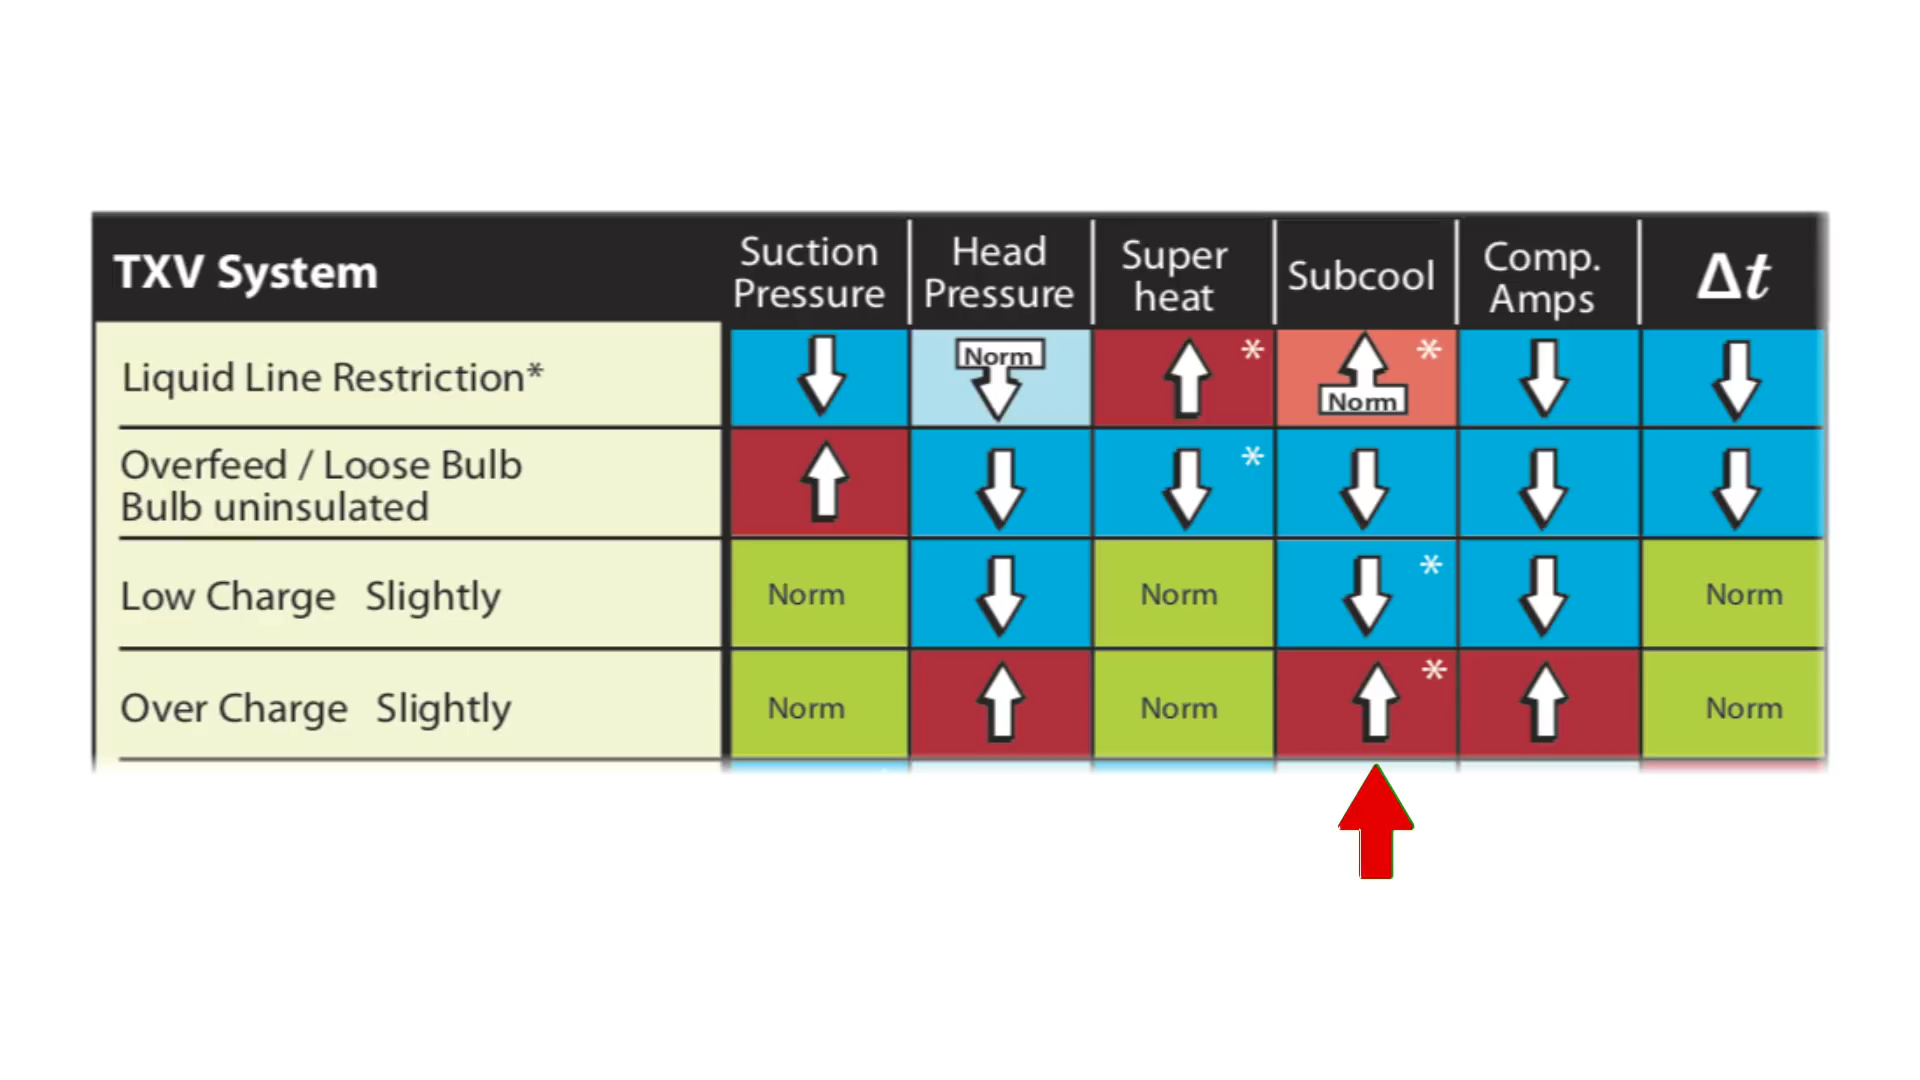 TXV System
Suction
Pressure
Head
Pressure
Super
heat
Subcool
Comp.
Amps
Δt
Liquid Line Restriction*
Norm
*
*
Norm
Overfeed / Loose Bulb
Bulb uninsulated
*
Low Charge Slightly
Norm
Norm
*
Norm
Over Charge Slightly
Norm
Norm
*
Norm